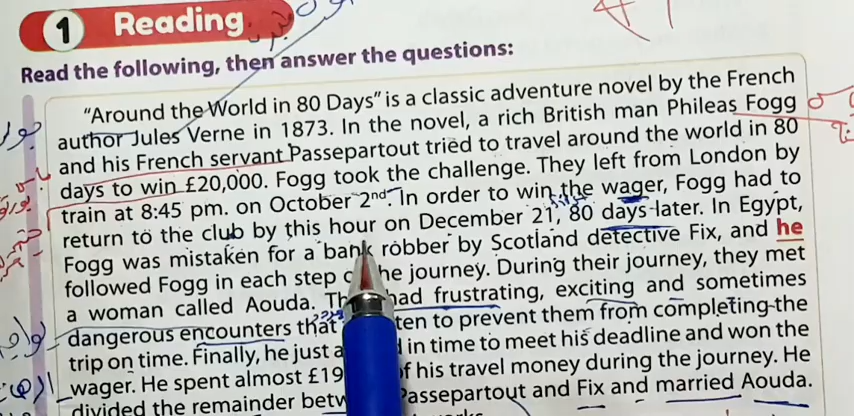 1 Reading
Read the following, then answer the questions:
"Around the World in 80 Days" is a classic adventure novel by the French
author Jules Verne in 1873. In the novel, a rich British man Phileas Fogg
and his French servant Passepartout tried to travel around the world in 80
days to win £20,000. Fogg took the challenge. They left from London by
train at 8:45 pm. on October 2nd. In order to win the wager, Fogg had to
return to the club by this hour on December 21, 80 days later. In Egypt,
Fogg was mistaken for a bank robber by Scotland detective Fix, and he
followed Fogg in each step he journey. During their journey, they met
a woman called Aouda. had frustrating, exciting and sometimes
dangerous encounters that ten to prevent them from completing the
trip on time. Finally, he just in time to meet his deadline and won the
wager. He spent almost £19 f his travel money during the journey. He
divided the remainder Passepartout and Fix and married Aouda.